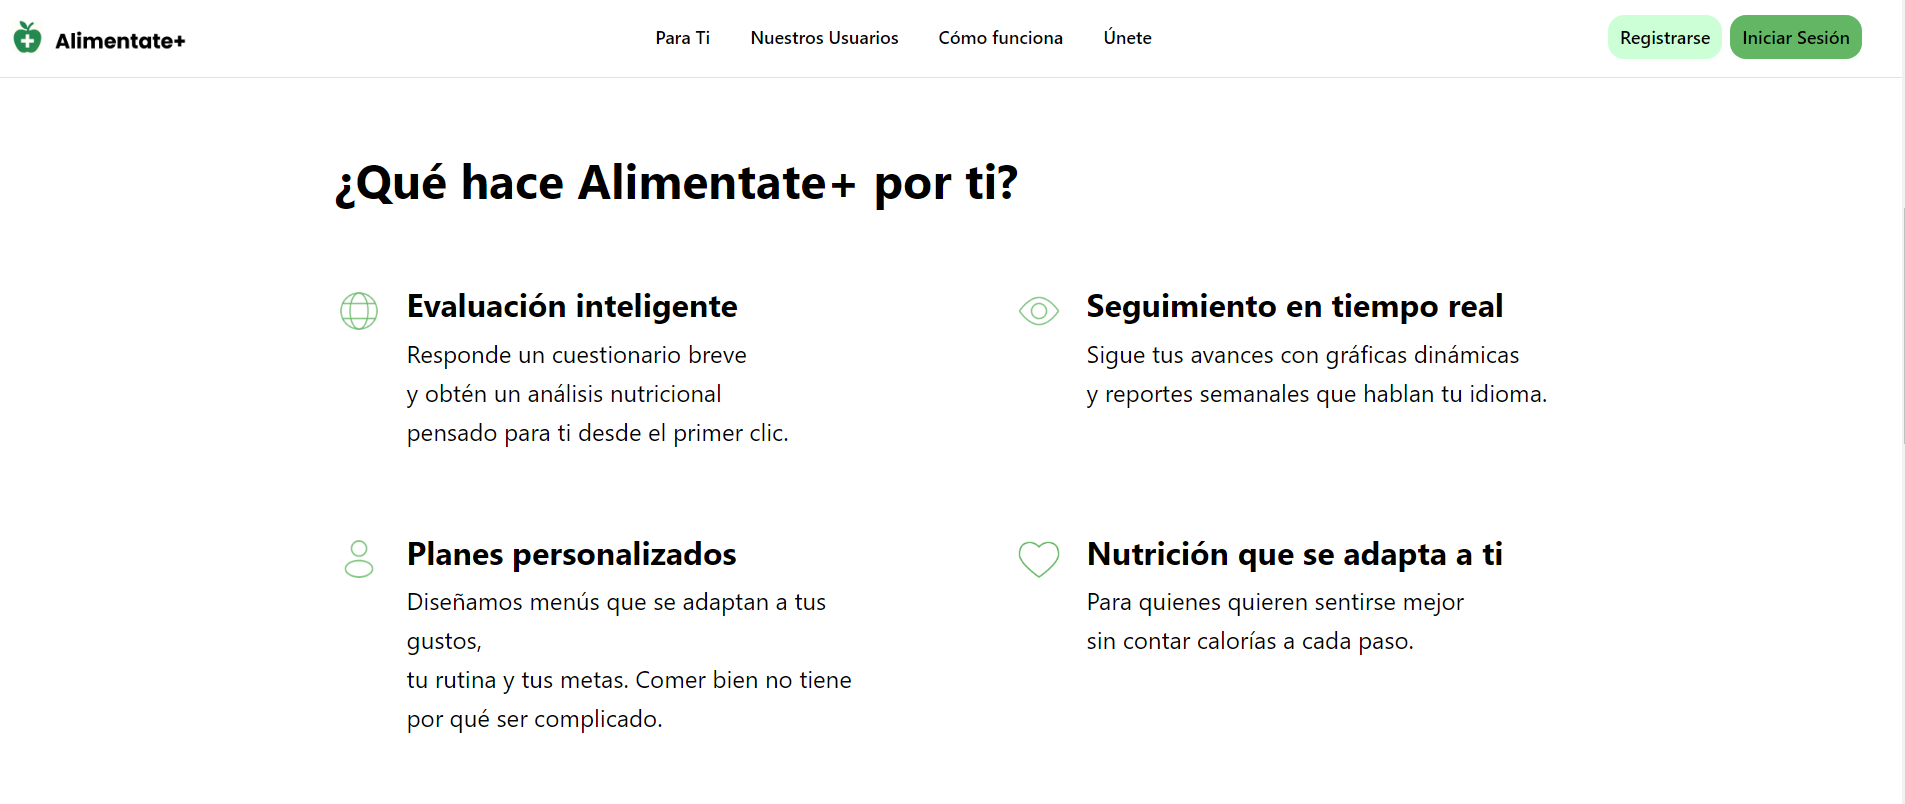 Alimentate+
Para Ti
Nuestros Usuarios
Cómo funciona
Únete
Registrarse
Iniciar Sesión
¿Qué hace Alimentate+ por ti?
Evaluación inteligente
Responde un cuestionario breve
y obtén un análisis nutricional
pensado para ti desde el primer clic.
Seguimiento en tiempo real
Sigue tus avances con gráficas dinámicas
y reportes semanales que hablan tu idioma.
Planes personalizados
Diseñamos menús que se adaptan a tus
gustos,
tu rutina y tus metas. Comer bien no tiene
por qué ser complicado.
Nutrición que se adapta a ti
Para quienes quieren sentirse mejor
sin contar calorías a cada paso.